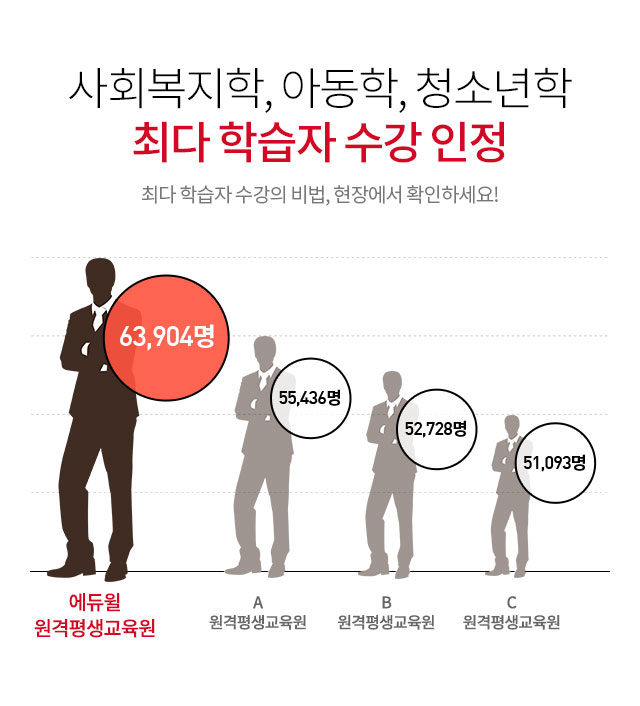 사회복지학, 아동학, 청소년학
최다 학습자 수강 인정
최다 학습자 수강의 비법, 현장에서 확인하세요!
63,904명
55,436명
52,728명
51,093명
에듀윌
원격평생교육원
A
원격평생교육원
B
원격평생교육원
C
원격평생교육원